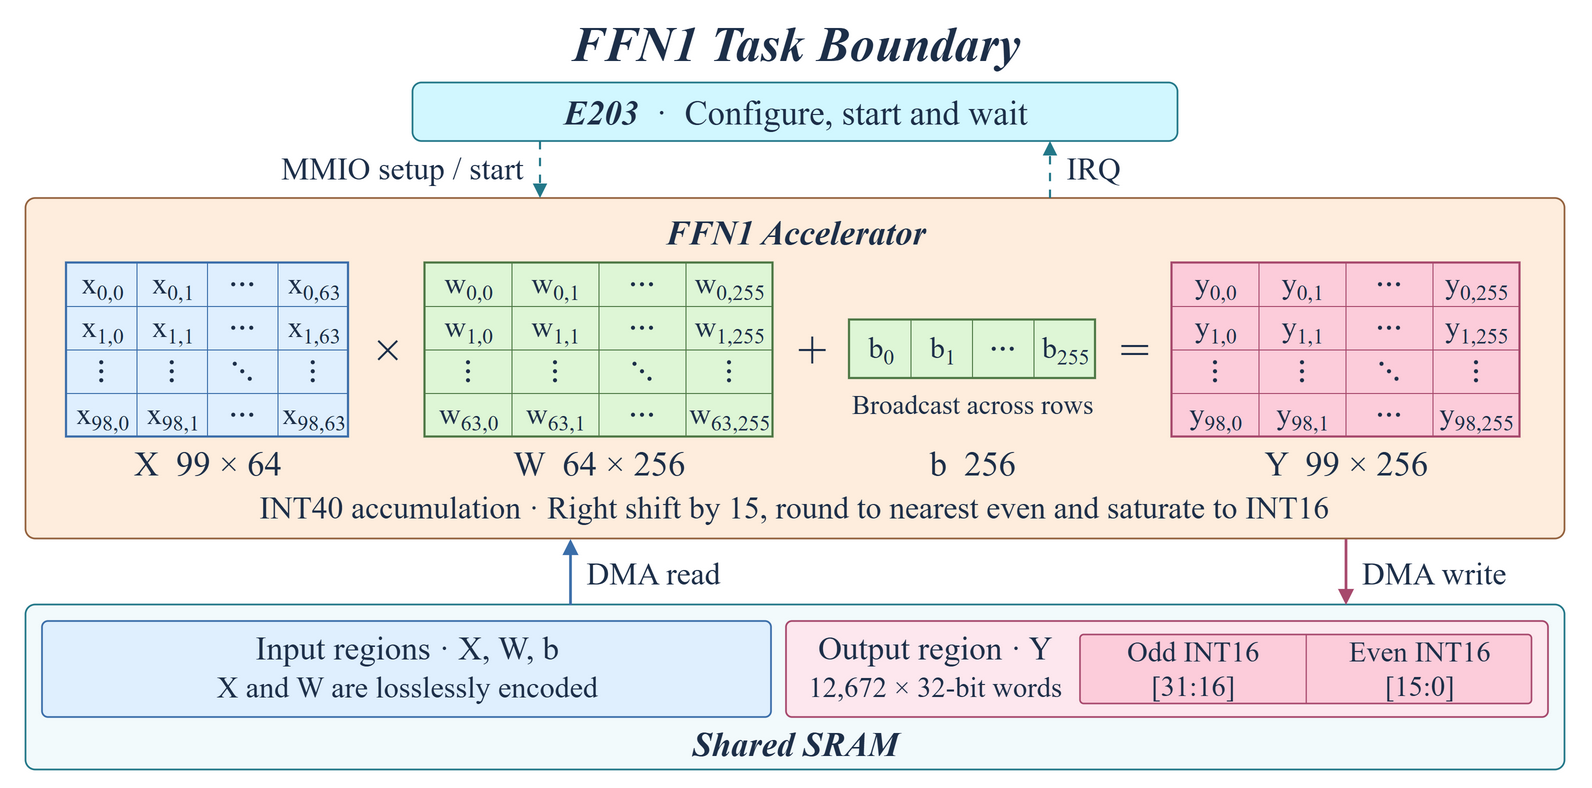 FFN1 Task Boundary
E203 · Configure, start and wait
MMIO setup / start
IRQ
FFN1 Accelerator
x0,0 x0,1 ⋯ x0,63
x1,0 x1,1 ⋯ x1,63
⋮ ⋮ ⋱ ⋮
x98,0 x98,1 ⋯ x98,63
X 99 × 64
×
w0,0 w0,1 ⋯ w0,255
w1,0 w1,1 ⋯ w1,255
⋮ ⋮ ⋱ ⋮
w63,0 w63,1 ⋯ w63,255
W 64 × 256
+
b0 b1 ⋯ b255
Broadcast across rows
b 256
=
y0,0 y0,1 ⋯ y0,255
y1,0 y1,1 ⋯ y1,255
⋮ ⋮ ⋱ ⋮
y98,0 y98,1 ⋯ y98,255
Y 99 × 256
INT40 accumulation · Right shift by 15, round to nearest even and saturate to INT16
DMA read
DMA write
Input regions · X, W, b
X and W are losslessly encoded
Output region · Y
12,672 × 32-bit words
Odd INT16
[31:16]
Even INT16
[15:0]
Shared SRAM